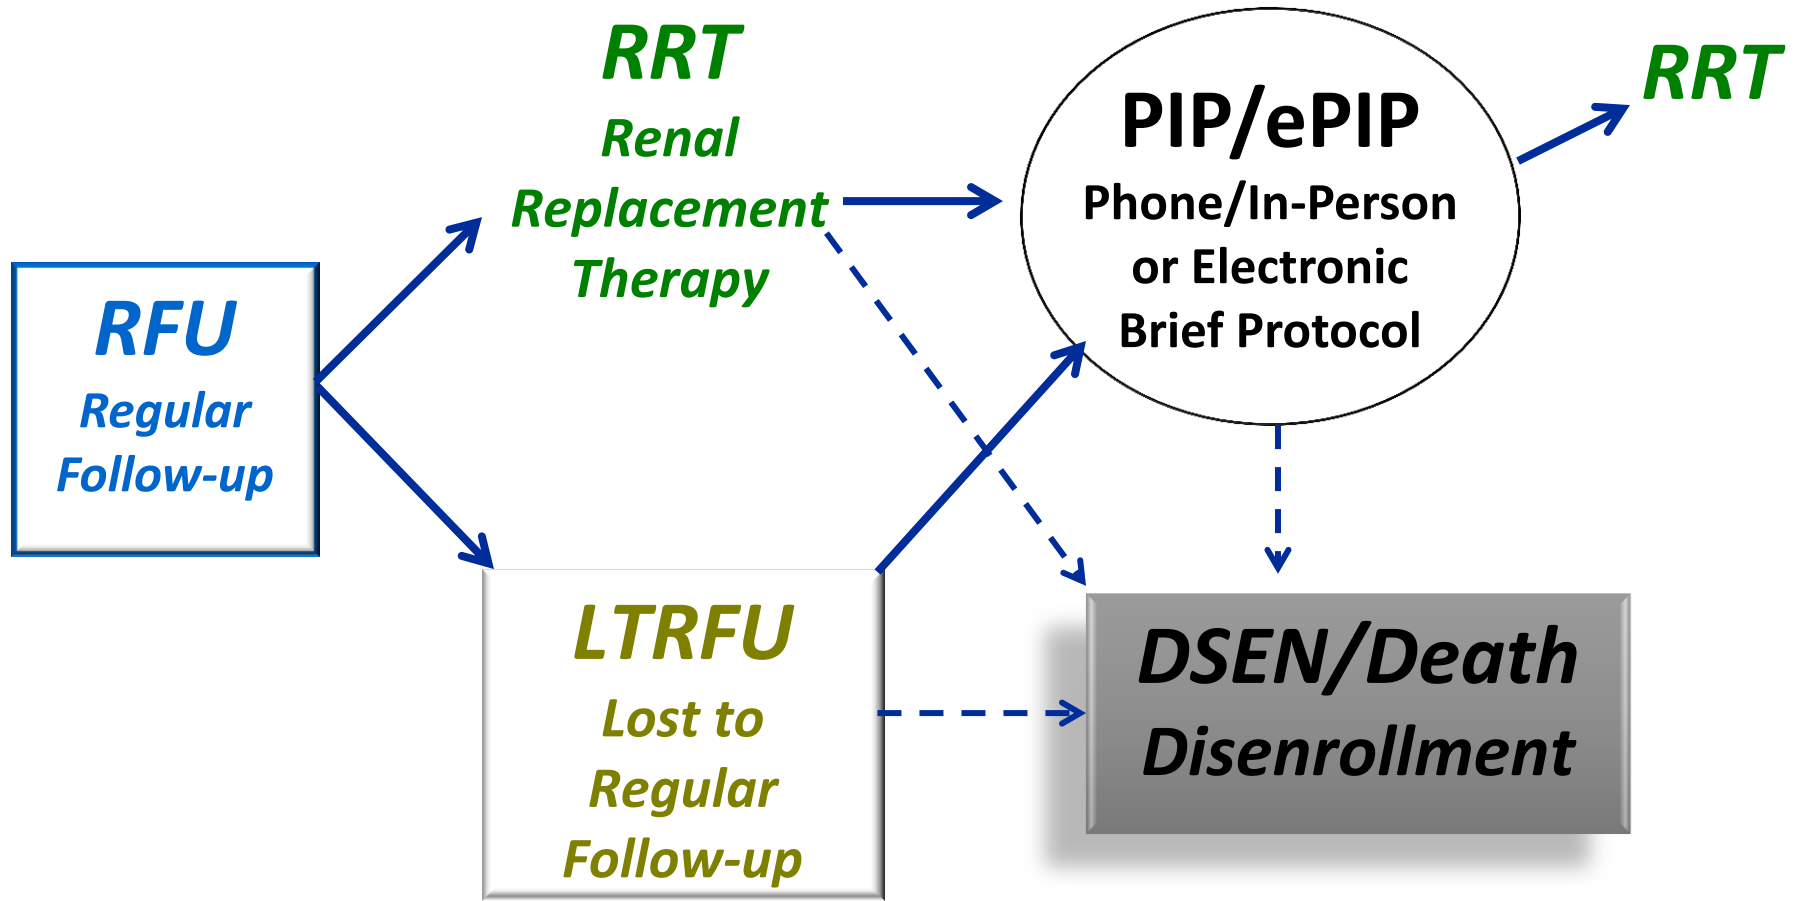 RFU
Regular
Follow-up
RRT
Renal
Replacement
Therapy
LTRFU
Lost to
Regular
Follow-up
PIP/ePIP
Phone/In-Person
or Electronic
Brief Protocol
RRT
DSEN/Death
Disenrollment